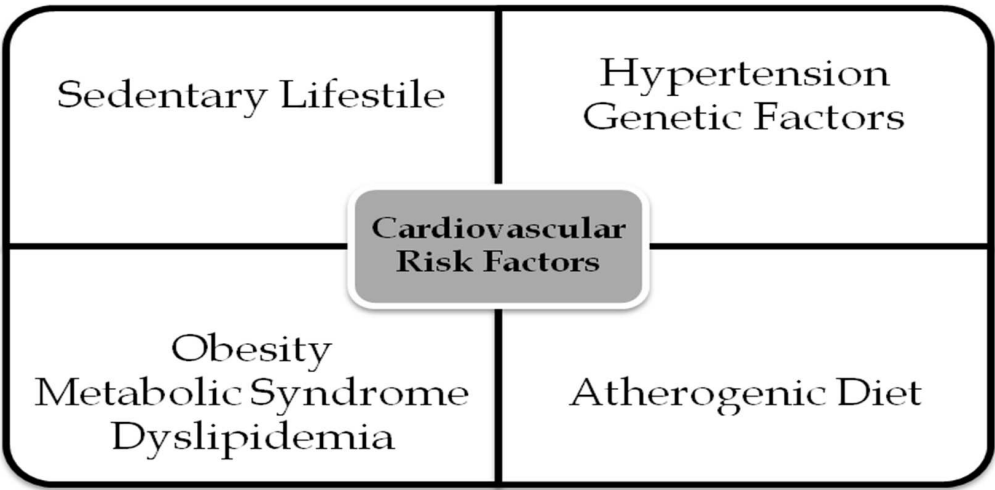 Sedentary Lifestile
Hypertension
Genetic Factors
Cardiovascular
Risk Factors
Obesity
Metabolic Syndrome
Dyslipidemia
Atherogenic Diet